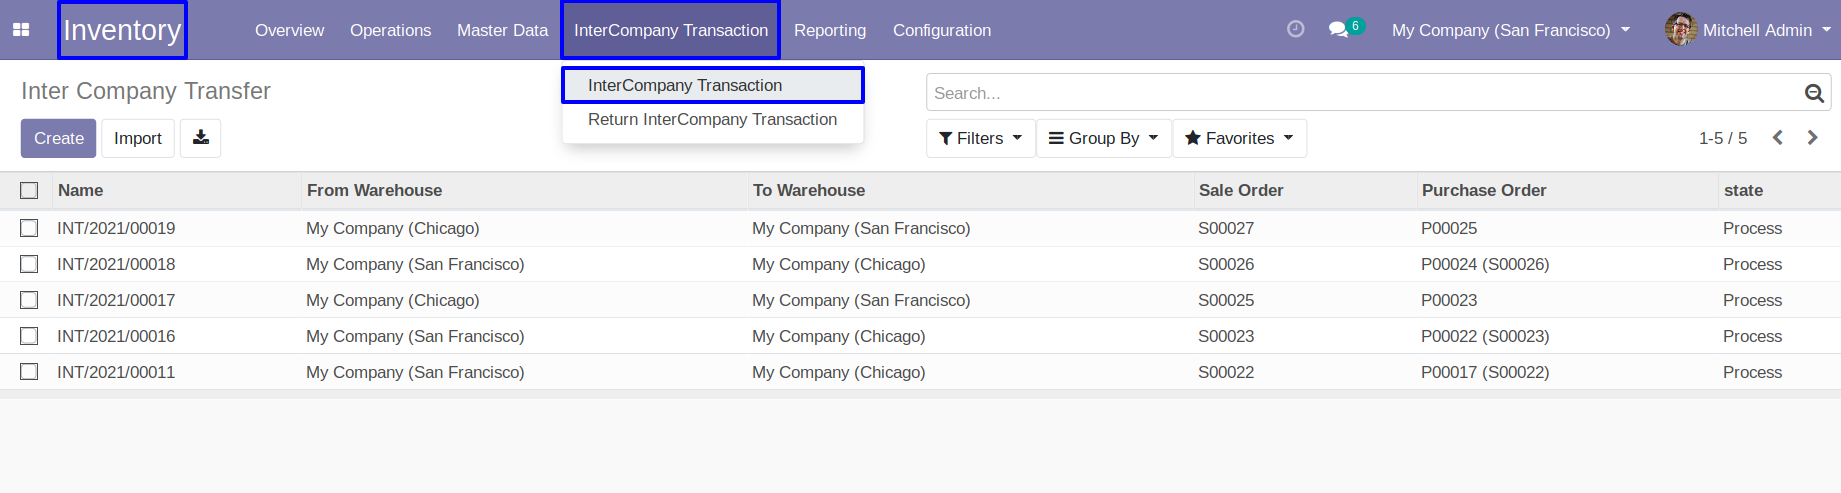 Inventory Overview Operations Master Data InterCompany Transaction Reporting Configuration 6 My Company (San Francisco) Mitchell Admin
Inter Company Transfer InterCompany Transaction Search...
Create Import Return InterCompany Transaction Filters Group By Favorites 1-5 / 5
Name From Warehouse To Warehouse Sale Order Purchase Order state
INT/2021/00019 My Company (Chicago) My Company (San Francisco) S00027 P00025 Process
INT/2021/00018 My Company (San Francisco) My Company (Chicago) S00026 P00024 (S00026) Process
INT/2021/00017 My Company (Chicago) My Company (San Francisco) S00025 P00023 Process
INT/2021/00016 My Company (San Francisco) My Company (Chicago) S00023 P00022 (S00023) Process
INT/2021/00011 My Company (San Francisco) My Company (Chicago) S00022 P00017 (S00022) Process